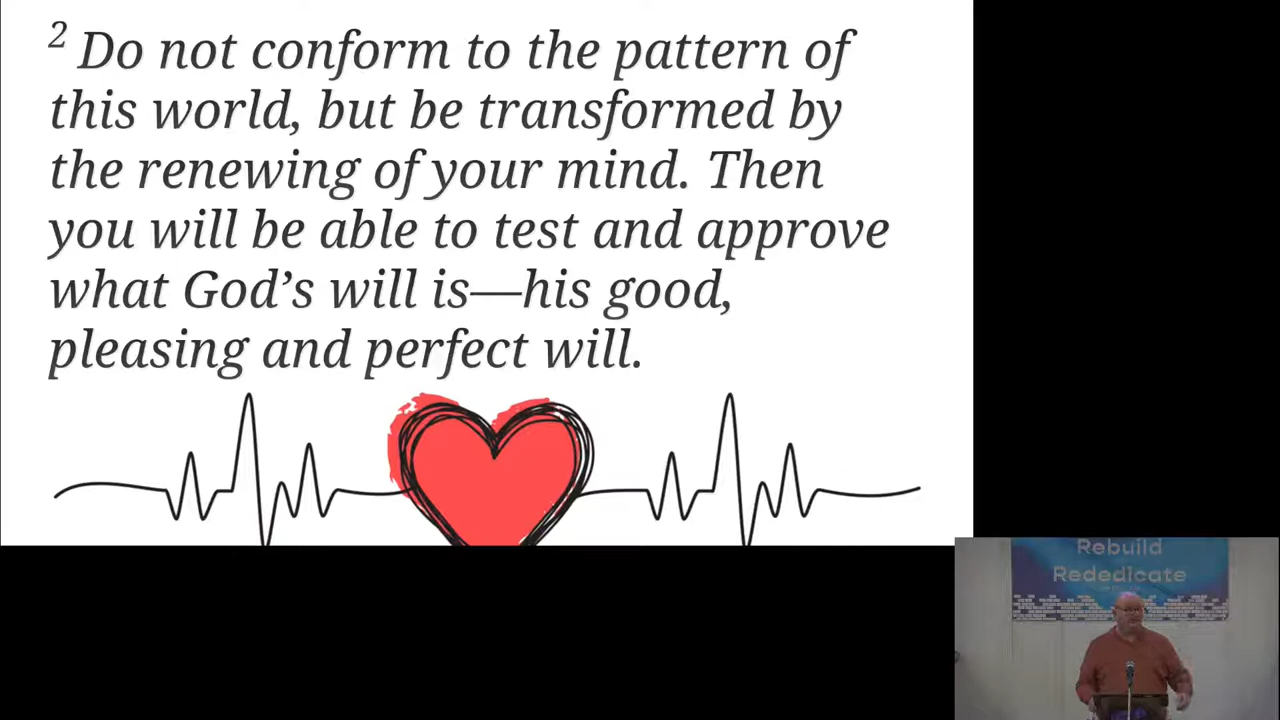 2 Do not conform to the pattern of
this world, but be transformed by
the renewing of your mind. Then
you will be able to test and approve
what God’s will is—his good,
pleasing and perfect will.
Rebuild
Rededicate